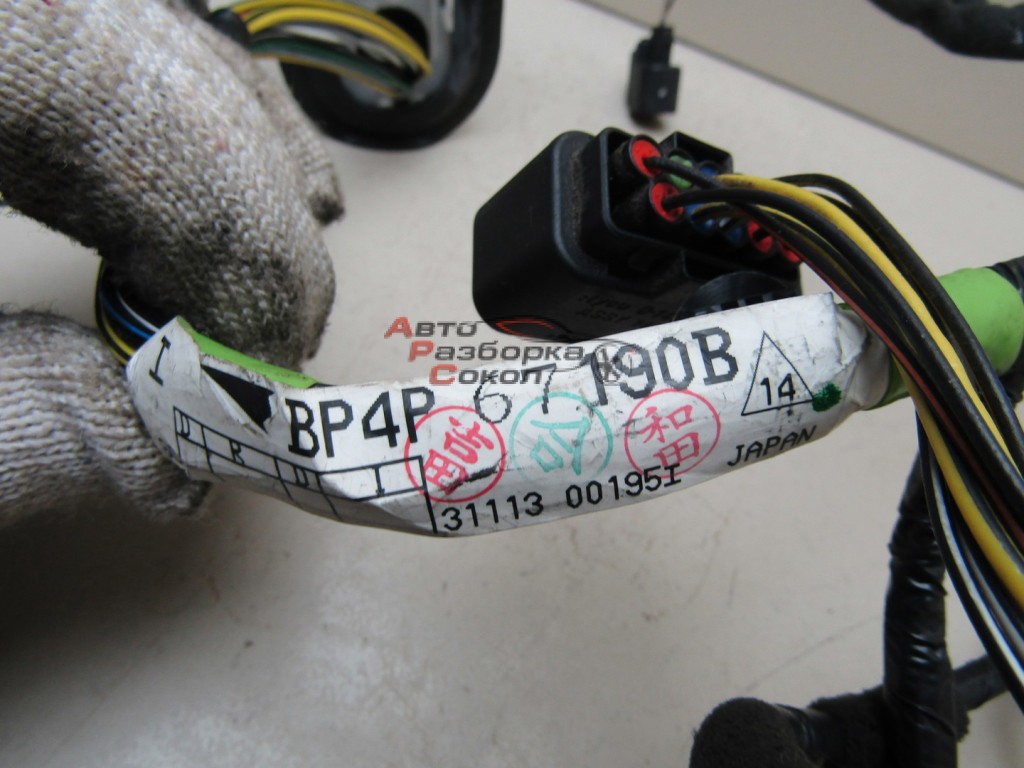 АВТО
РАЗБОРКА
СОКОЛ
I
BP4P 67 190B
14
D R D I
和田
31113 00195I JAPAN